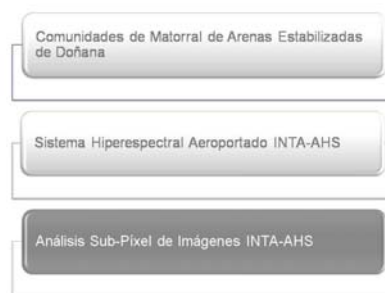 Comunidades de Matorral de Arenas Estabilizadas
de Doñana
Sistema Hiperespectral Aeroportado INTA-AHS
Análisis Sub-Píxel de Imágenes INTA-AHS